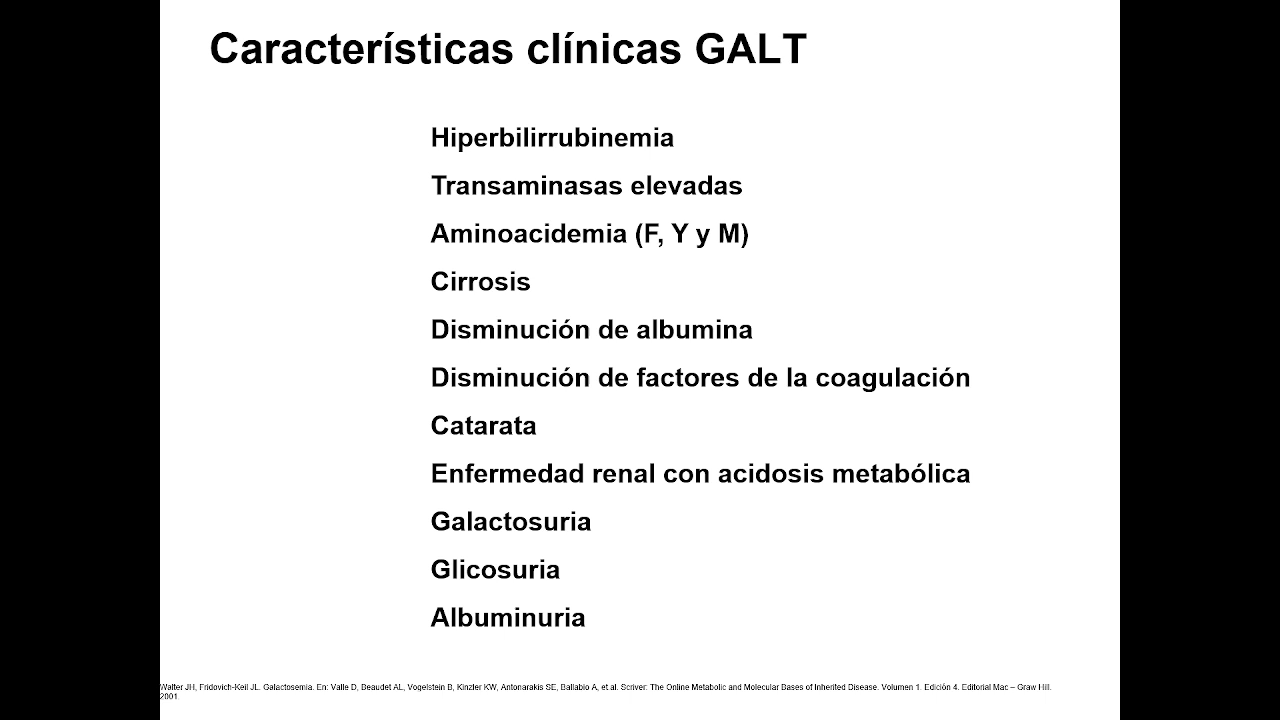 Características clínicas GALT
Hiperbilirrubinemia
Transaminasas elevadas
Aminoacidemia (F, Y y M)
Cirrosis
Disminución de albumina
Disminución de factores de la coagulación
Catarata
Enfermedad renal con acidosis metabólica
Galactosuria
Glicosuria
Albuminuria
Walter JH, Fridovich-Keil JL. Galactosemia. En: Valle D, Beaudet AL, Vogelstein B, Kinzler KW, Antonarakis SE, Ballabio A, et.al. Scriver: The Online Metabolic and Molecular Bases of Inherited Disease. Volumen 1. Edición 4. Editorial Mac – Graw Hill.
2001.